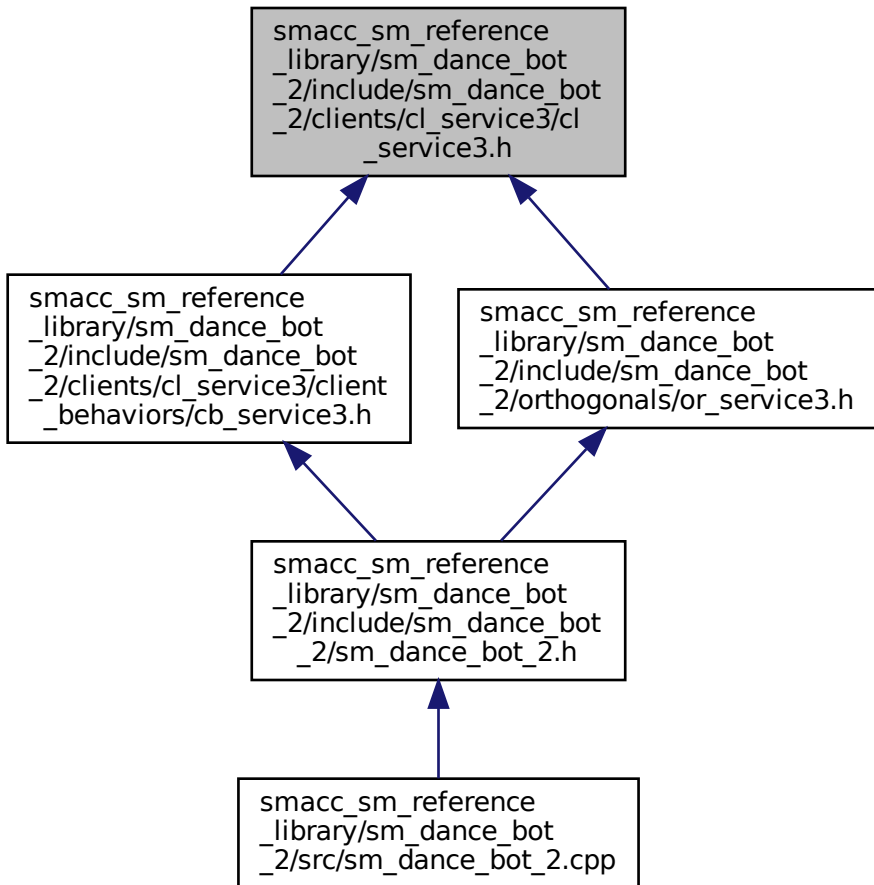 smacc_sm_reference
_library/sm_dance_bot
_2/include/sm_dance_bot
_2/clients/cl_service3/cl
_service3.h
smacc_sm_reference
_library/sm_dance_bot
_2/include/sm_dance_bot
_2/clients/cl_service3/client
_behaviors/cb_service3.h
smacc_sm_reference
_library/sm_dance_bot
_2/include/sm_dance_bot
_2/orthogonals/or_service3.h
smacc_sm_reference
_library/sm_dance_bot
_2/include/sm_dance_bot
_2/sm_dance_bot_2.h
smacc_sm_reference
_library/sm_dance_bot
_2/src/sm_dance_bot_2.cpp